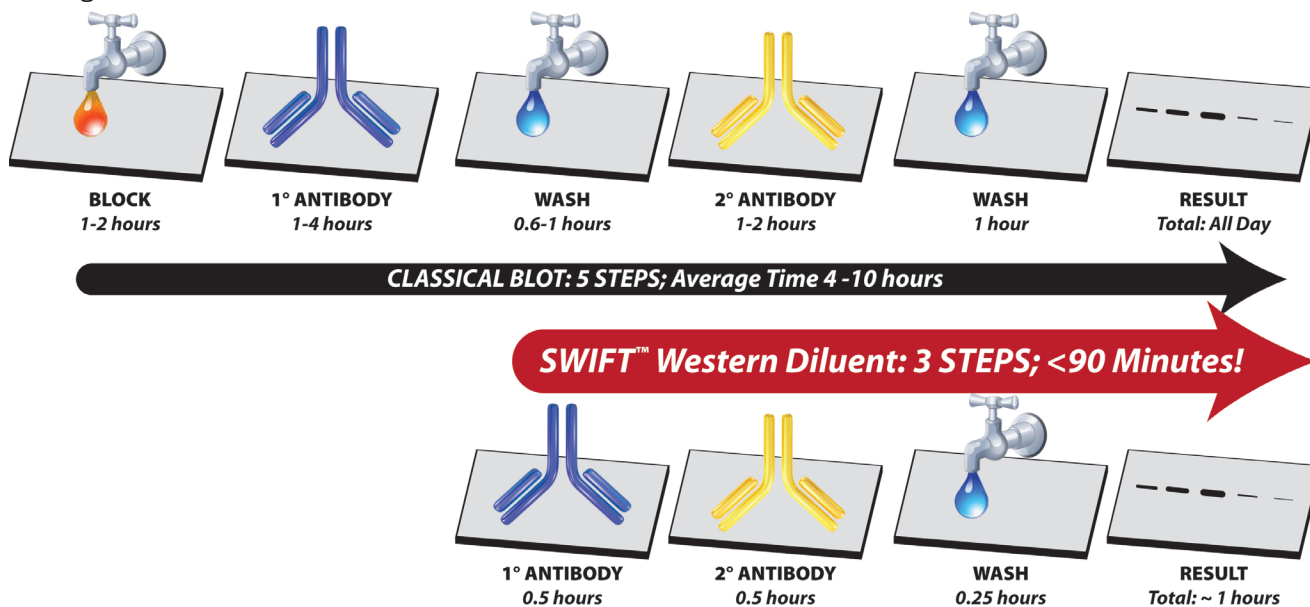 BLOCK
1-2 hours
1° ANTIBODY
1-4 hours
WASH
0.6-1 hours
2° ANTIBODY
1-2 hours
WASH
1 hour
RESULT
Total: All Day
CLASSICAL BLOT: 5 STEPS; Average Time 4 -10 hours
SWIFT™ Western Diluent: 3 STEPS; <90 Minutes!
1° ANTIBODY
0.5 hours
2° ANTIBODY
0.5 hours
WASH
0.25 hours
RESULT
Total: ~ 1 hours